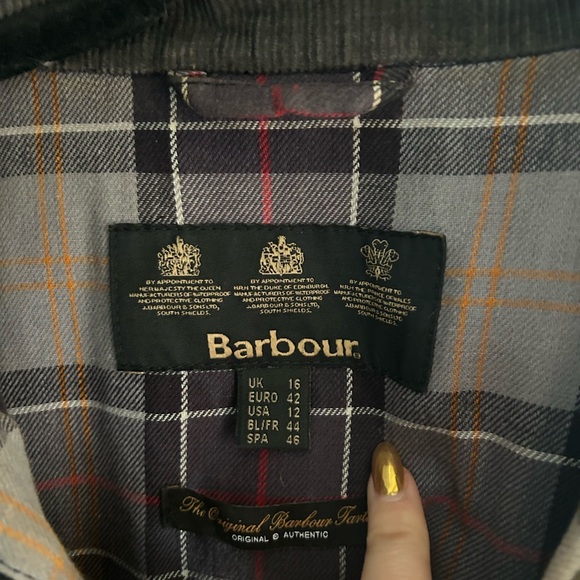 BY APPOINTMENT TO
HER MAJESTY THE QUEEN
MANUFACTURERS OF WATERPROOF
AND PROTECTIVE CLOTHING
J.BARBOUR & SONS LTD,
SOUTH SHIELDS.
BY APPOINTMENT TO
H.R.H. THE DUKE OF EDINBURGH
MANUFACTURERS OF WATERPROOF
AND PROTECTIVE CLOTHING
J.BARBOUR & SONS LTD,
SOUTH SHIELDS.
BY APPOINTMENT TO
H.R.H. THE PRINCE OF WALES
MANUFACTURERS OF WATERPROOF
AND PROTECTIVE CLOTHING
J.BARBOUR & SONS LTD
SOUTH SHIELDS.
Barbour®
UK 16
EURO 42
USA 12
BL/FR 44
SPA 46
The Original Barbour Tart
ORIGINAL © AUTHENTIC